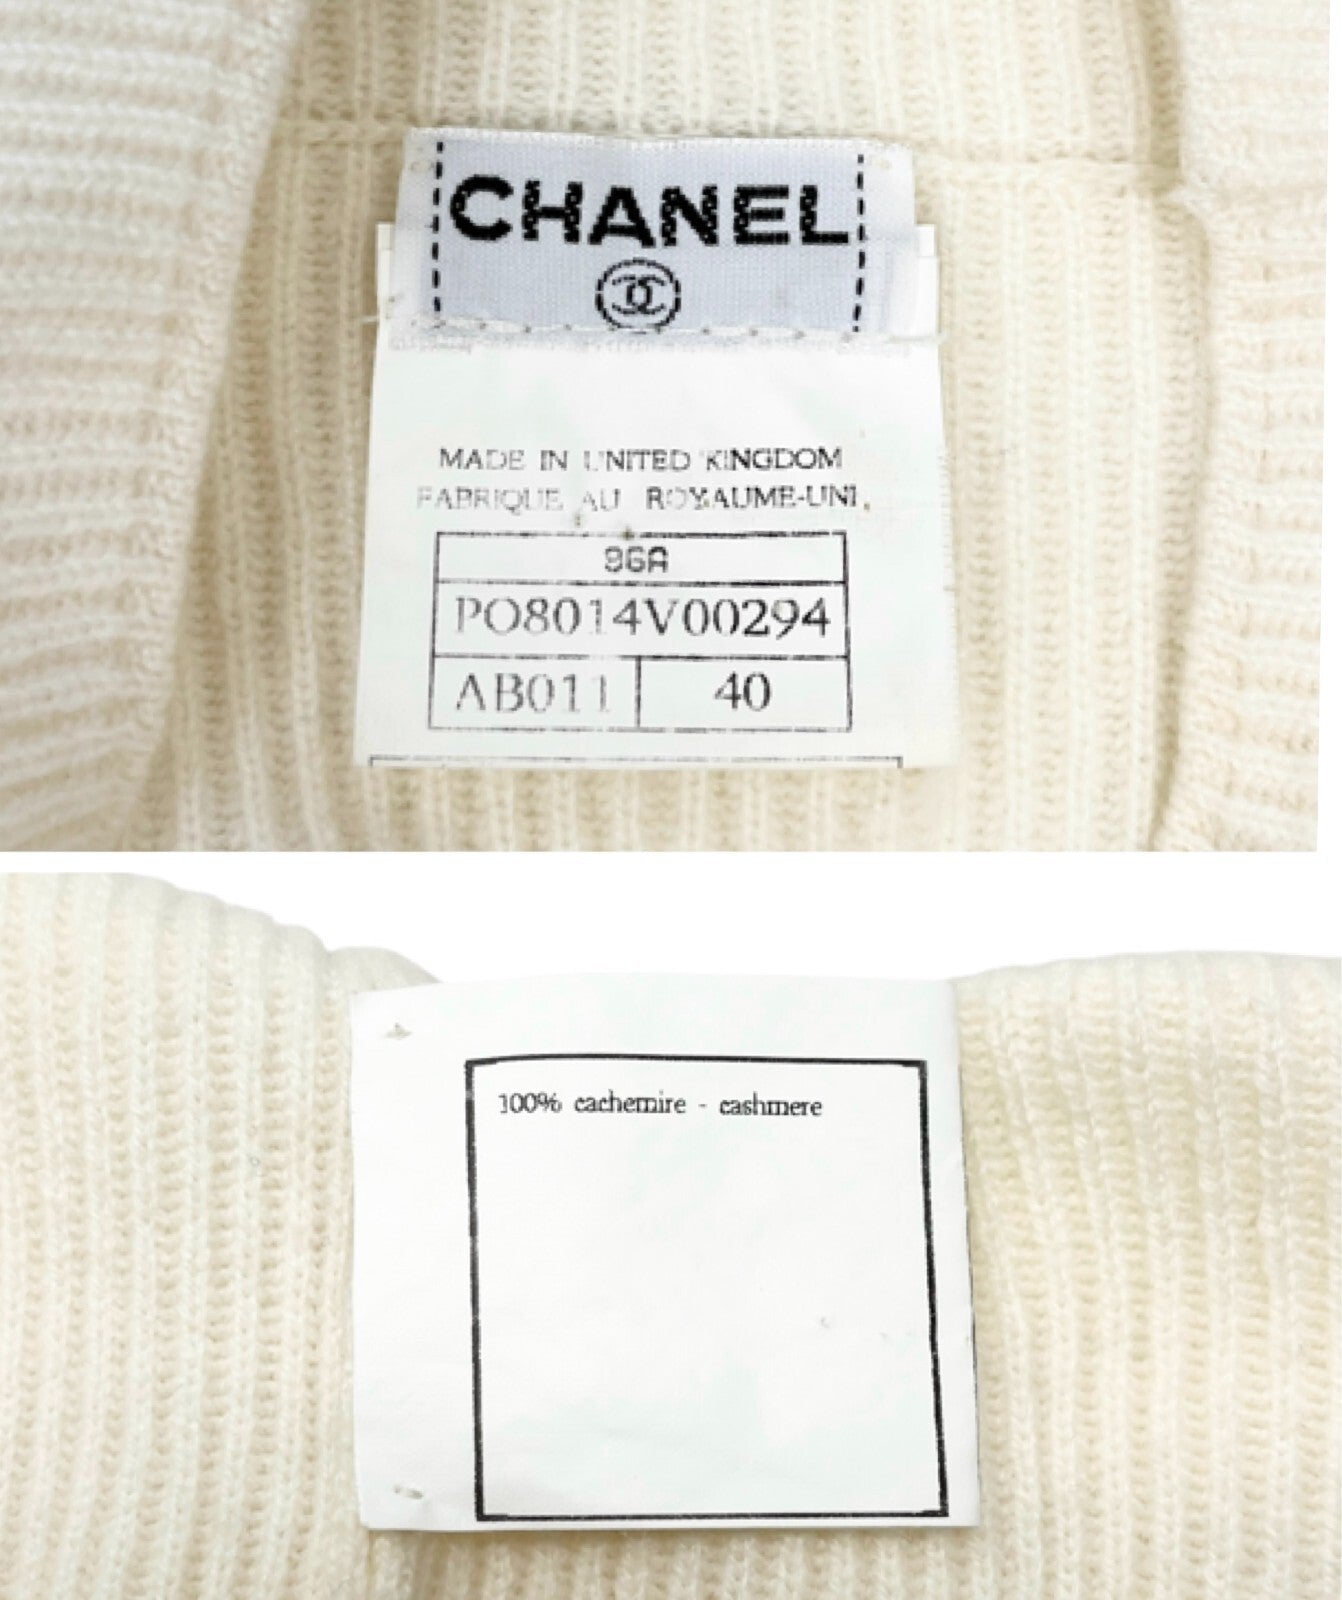 CHANEL
MADE IN UNITED KINGDOM
FABRIQUE AU ROYAUME-UNI
96A
PO8014V00294
AB011 40
100% cachemire - cashmere